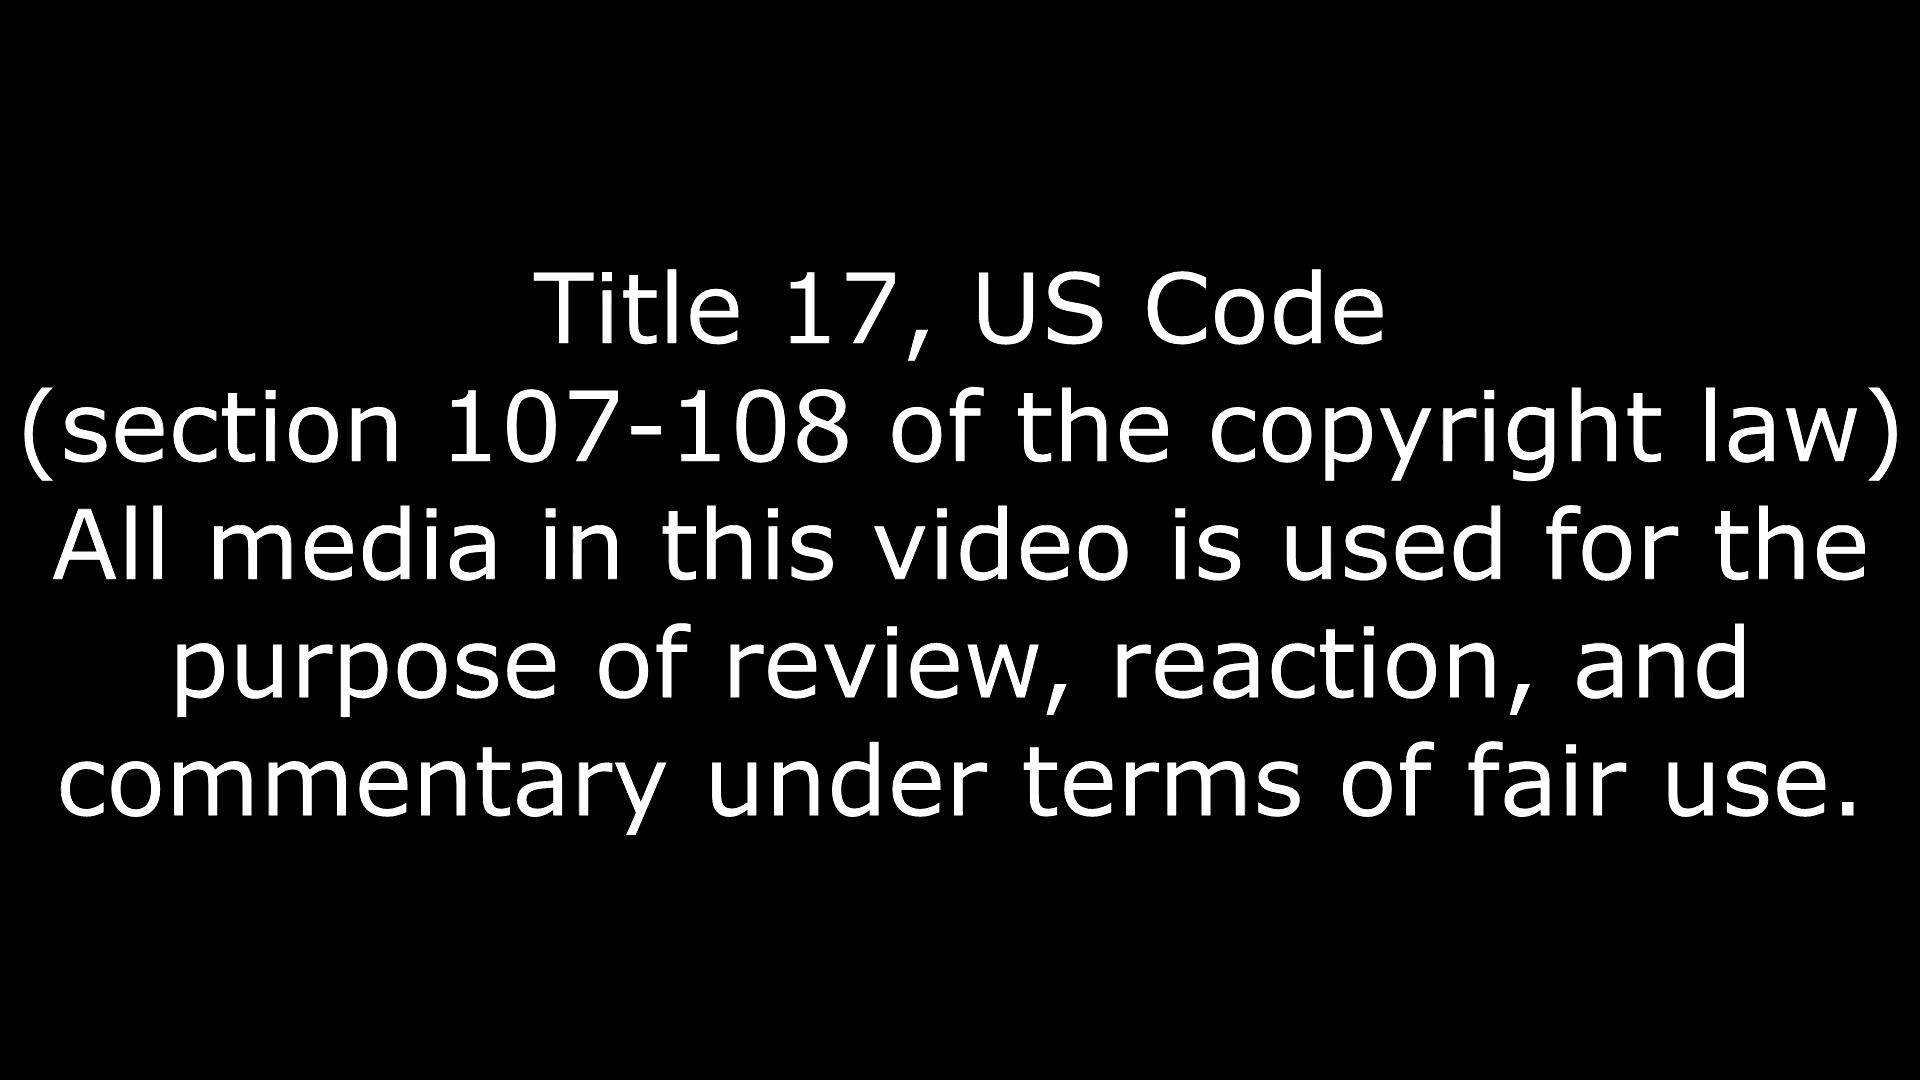 Title 17, US Code
(section 107-108 of the copyright law)
All media in this video is used for the
purpose of review, reaction, and
commentary under terms of fair use.